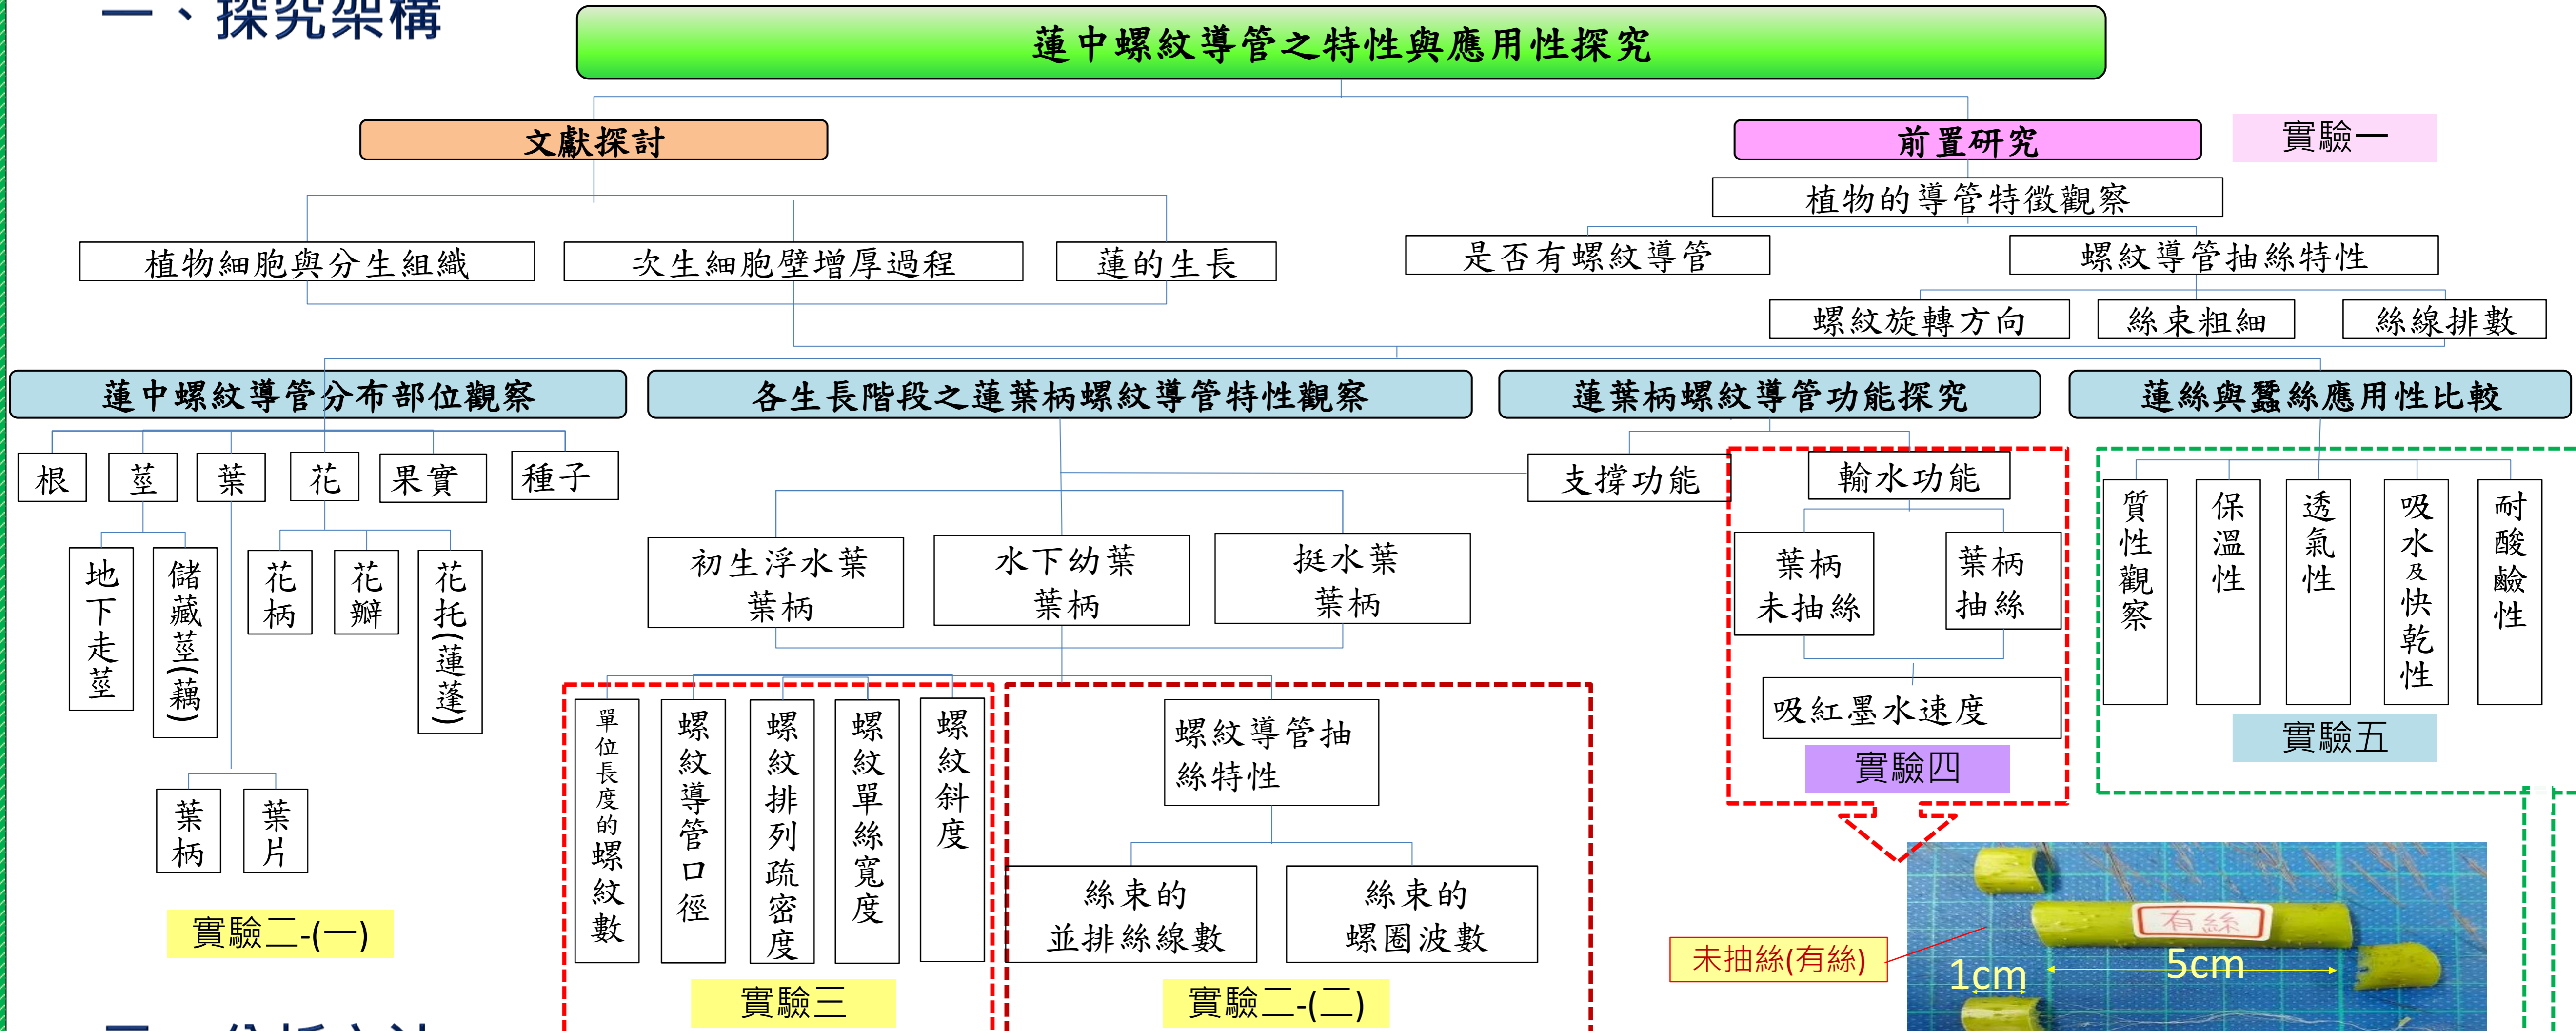 一、探究架構
蓮中螺紋導管之特性與應用性探究
文獻探討
前置研究
實驗一
植物的導管特徵觀察
植物細胞與分生組織
次生細胞壁增厚過程
蓮的生長
是否有螺紋導管
螺紋導管抽絲特性
螺紋旋轉方向
絲束粗細
絲線排數
蓮中螺紋導管分布部位觀察
各生長階段之蓮葉柄螺紋導管特性觀察
蓮葉柄螺紋導管功能探究
蓮絲與蠶絲應用性比較
根
莖
葉
花
果實
種子
地下走莖
儲藏莖(藕)
花柄
花瓣
花托(蓮蓬)
葉柄
葉片
實驗二-(一)
初生浮水葉
葉柄
水下幼葉
葉柄
挺水葉
葉柄
單位長度的螺紋數
螺紋導管口徑
螺紋排列疏密度
螺紋單絲寬度
螺紋斜度
實驗三
螺紋導管抽
絲特性
絲束的
並排絲線數
絲束的
螺圈波數
實驗二-(二)
支撐功能
輸水功能
葉柄
未抽絲
葉柄
抽絲
吸紅墨水速度
實驗四
質性觀察
保溫性
透氣性
吸水及快乾性
耐酸鹼性
實驗五
未抽絲(有絲)
有絲
1cm
5cm